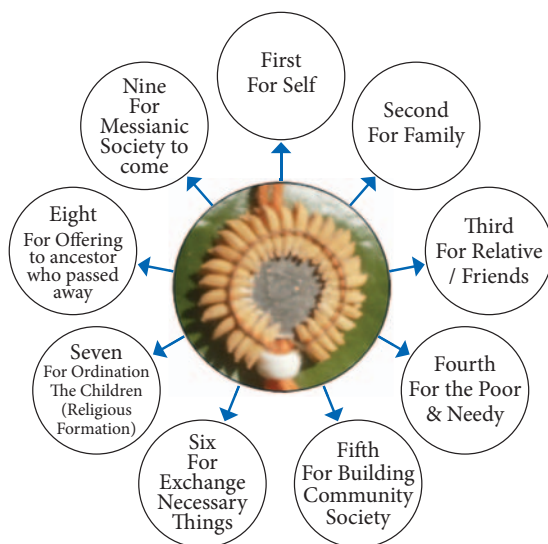 First
For Self
Second
For Family
Third
For Relative
/ Friends
Fourth
For the Poor
& Needy
Fifth
For Building
Community
Society
Six
For
Exchange
Necessary
Things
Seven
For Ordination
The Children
(Religious
Formation)
Eight
For Offering
to ancestor
who passed
away
Nine
For
Messianic
Society to
come